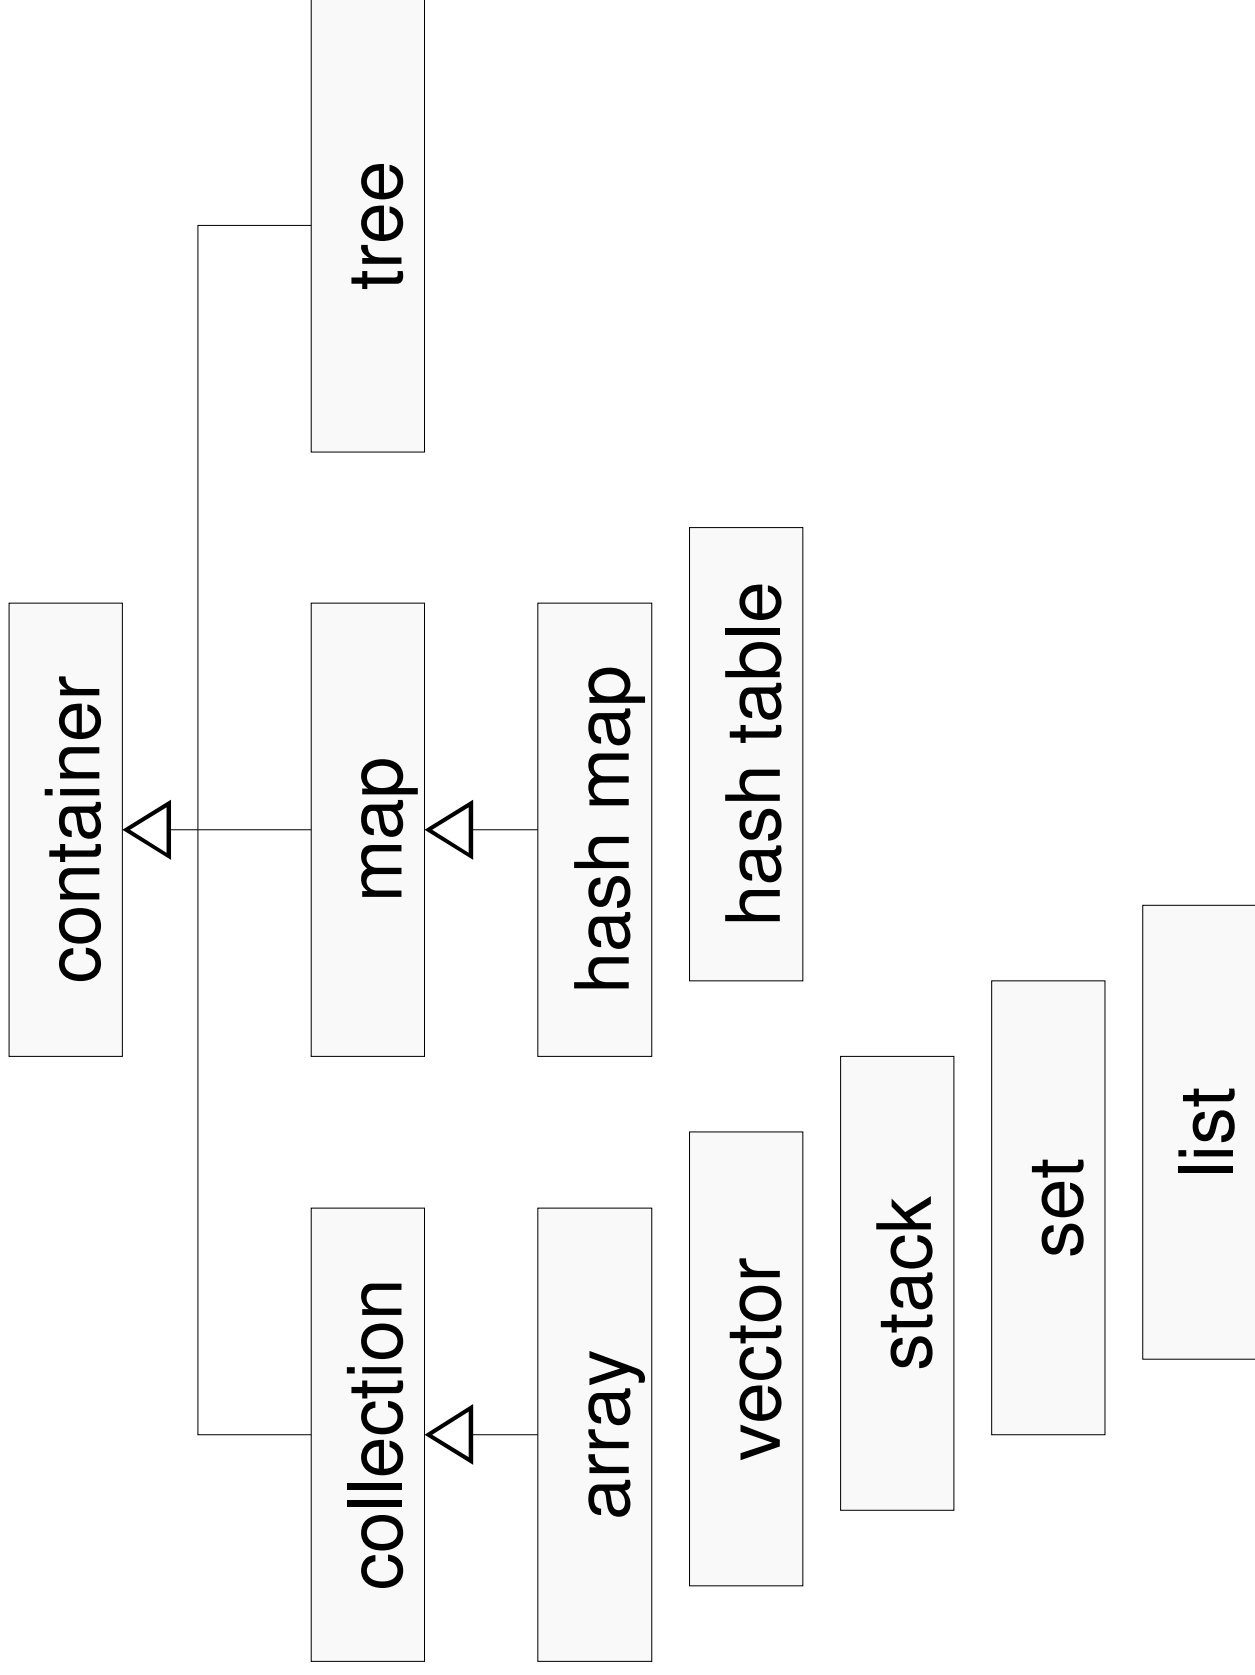 container
collection
map
tree
array
hash map
vector
hash table
stack
set
list